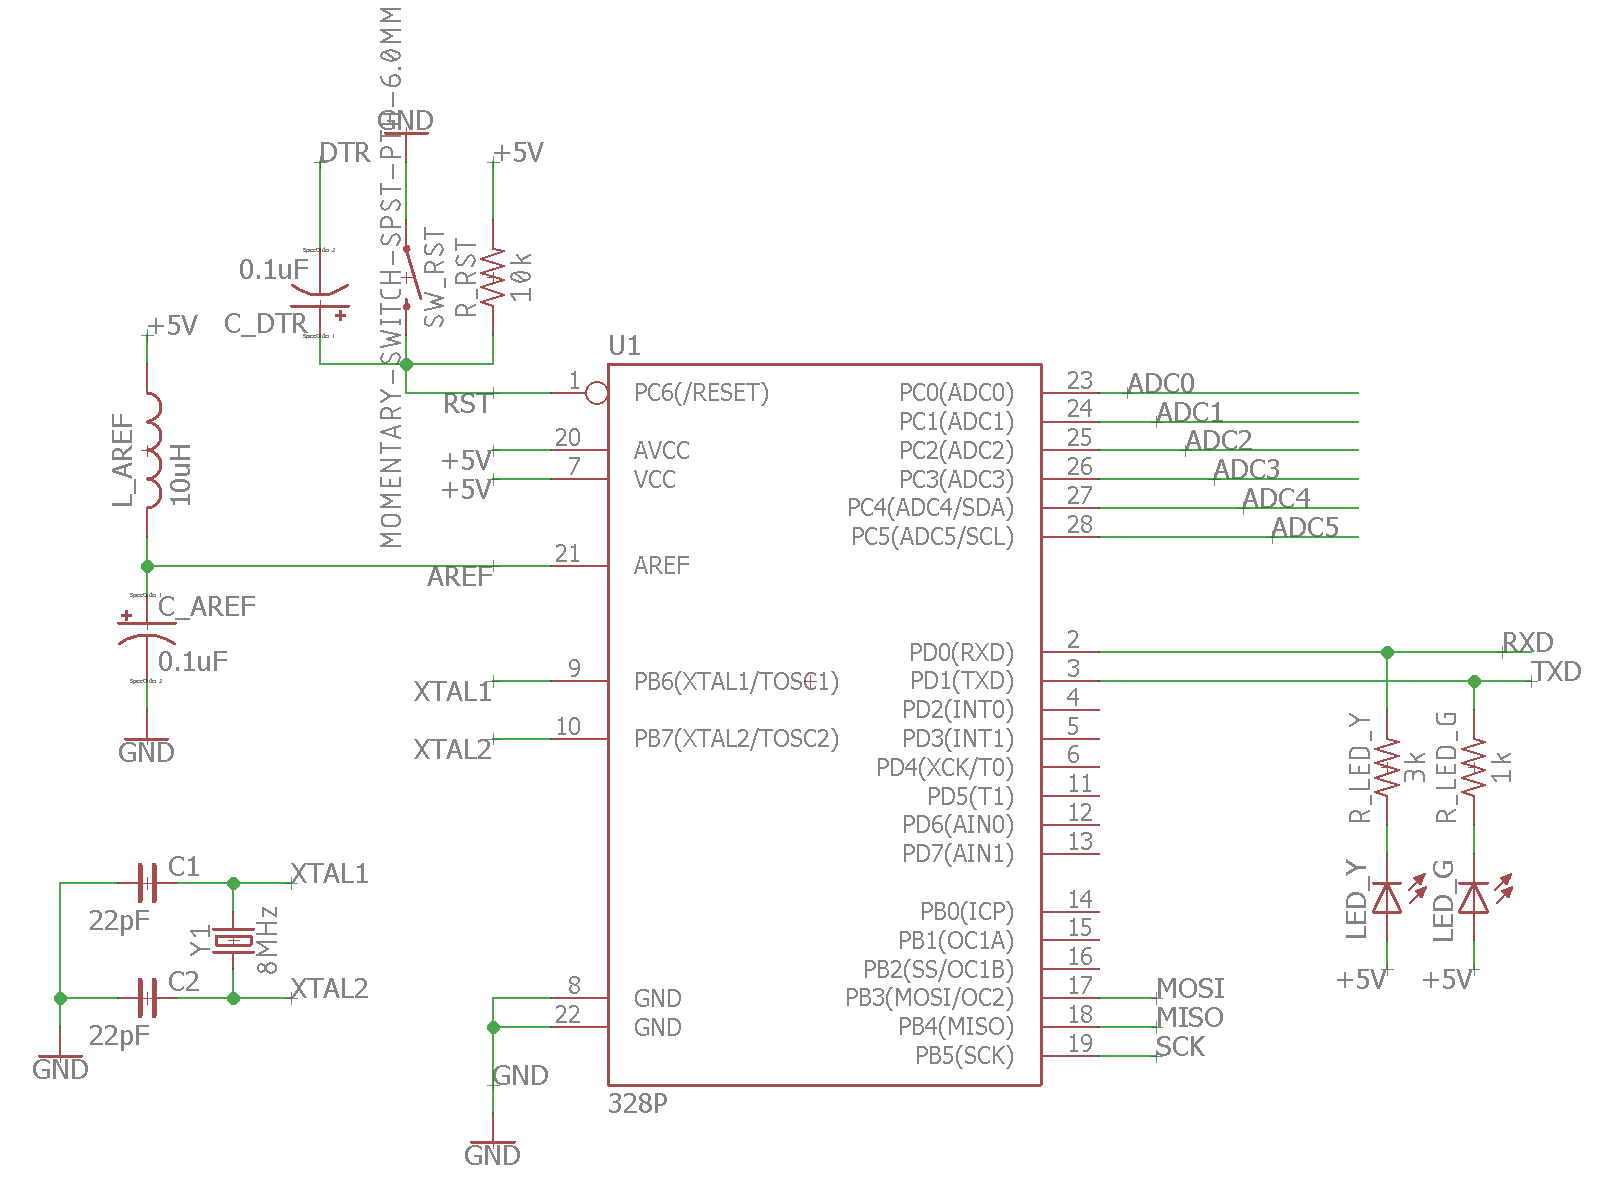 MOMENTARY-SWITCH-SPST-PTH-6.0MM
GND
DTR
+5V
0.1uF
C_DTR
SW_RST
R_RST
10k
+5V
L_AREF
10uH
C_AREF
0.1uF
GND
U1
RST
1
PC6(/RESET)
+5V
20
AVCC
+5V
7
VCC
AREF
21
AREF
XTAL1
9
PB6(XTAL1/TOSC1)
XTAL2
10
PB7(XTAL2/TOSC2)
8
GND
22
GND
GND
GND
328P
PC0(ADC0)
23
ADC0
PC1(ADC1)
24
ADC1
PC2(ADC2)
25
ADC2
PC3(ADC3)
26
ADC3
PC4(ADC4/SDA)
27
ADC4
PC5(ADC5/SCL)
28
ADC5
PD0(RXD)
2
RXD
PD1(TXD)
3
TXD
PD2(INT0)
4
PD3(INT1)
5
PD4(XCK/T0)
6
PD5(T1)
11
PD6(AIN0)
12
PD7(AIN1)
13
PB0(ICP)
14
PB1(OC1A)
15
PB2(SS/OC1B)
16
PB3(MOSI/OC2)
17
MOSI
PB4(MISO)
18
MISO
PB5(SCK)
19
SCK
R_LED_Y
3k
R_LED_G
1k
LED_Y
LED_G
+5V
+5V
C1
22pF
XTAL1
Y1
8MHz
C2
22pF
XTAL2
GND